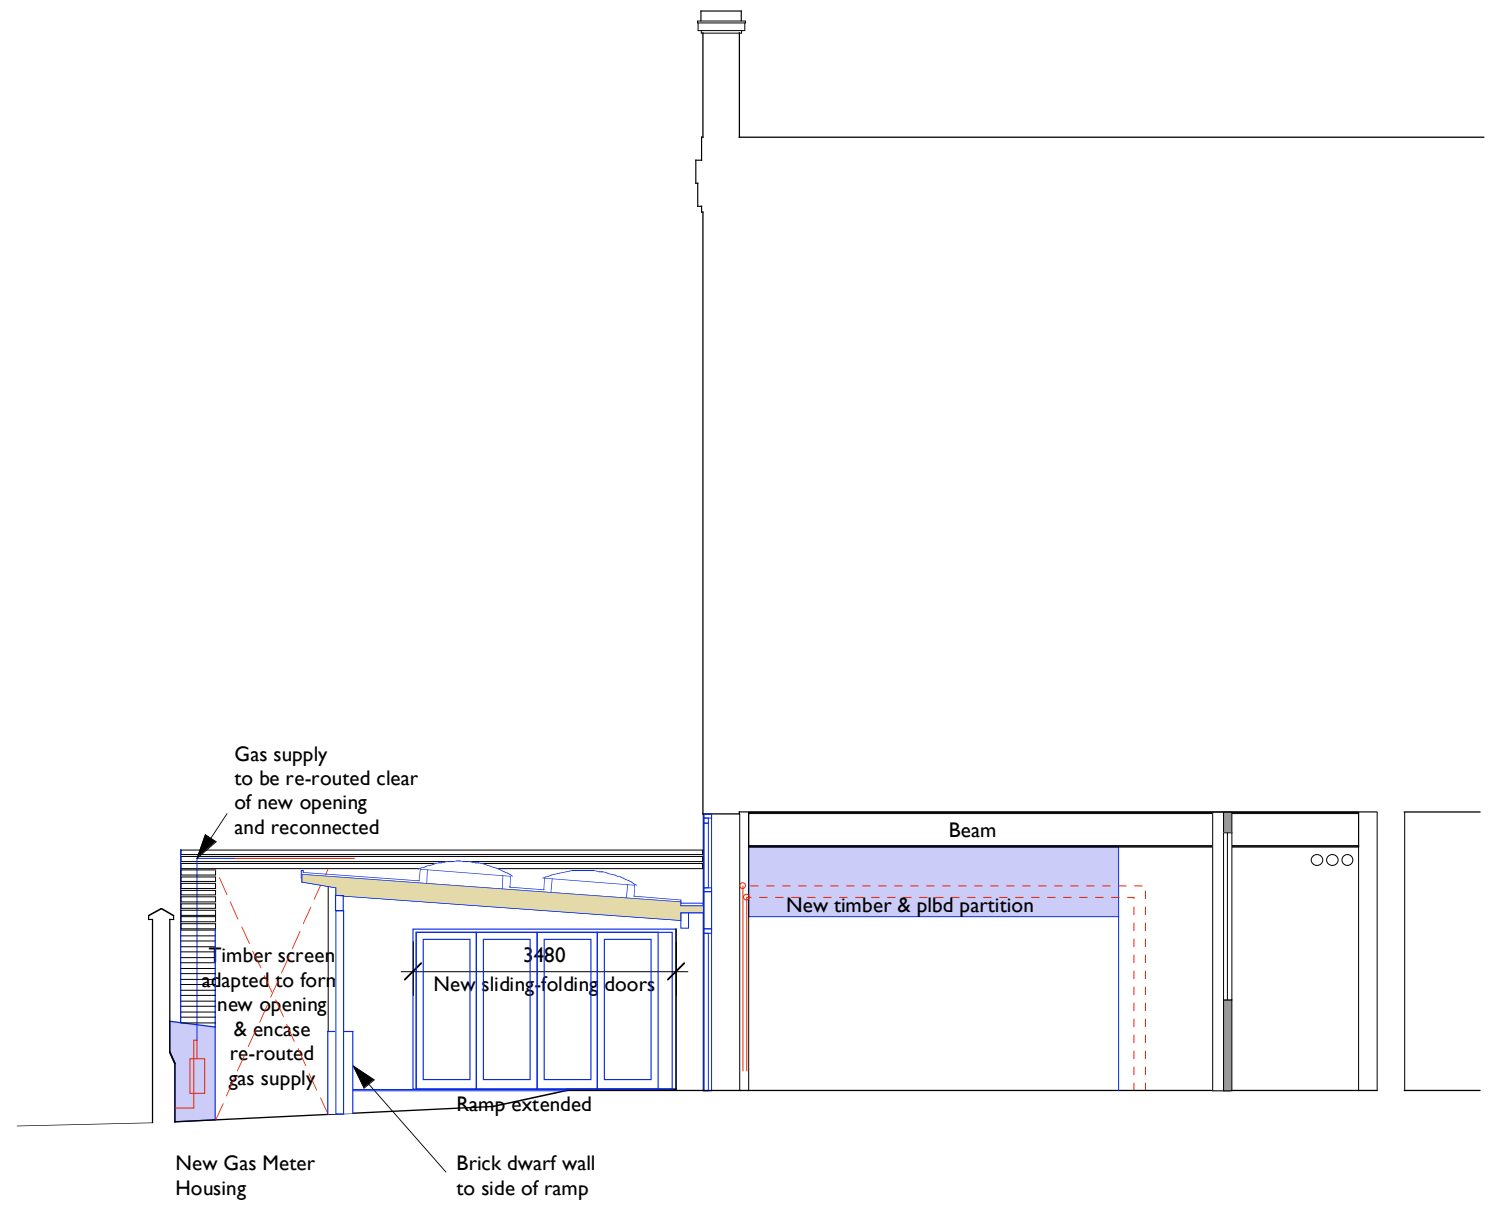 Gas supply
to be re-routed clear
of new opening
and reconnected
Beam
New timber & plbd partition
Timber screen
adapted to forn
new opening
& encase
re-routed
gas supply
3480
New sliding-folding doors
Ramp extended
New Gas Meter
Housing
Brick dwarf wall
to side of ramp